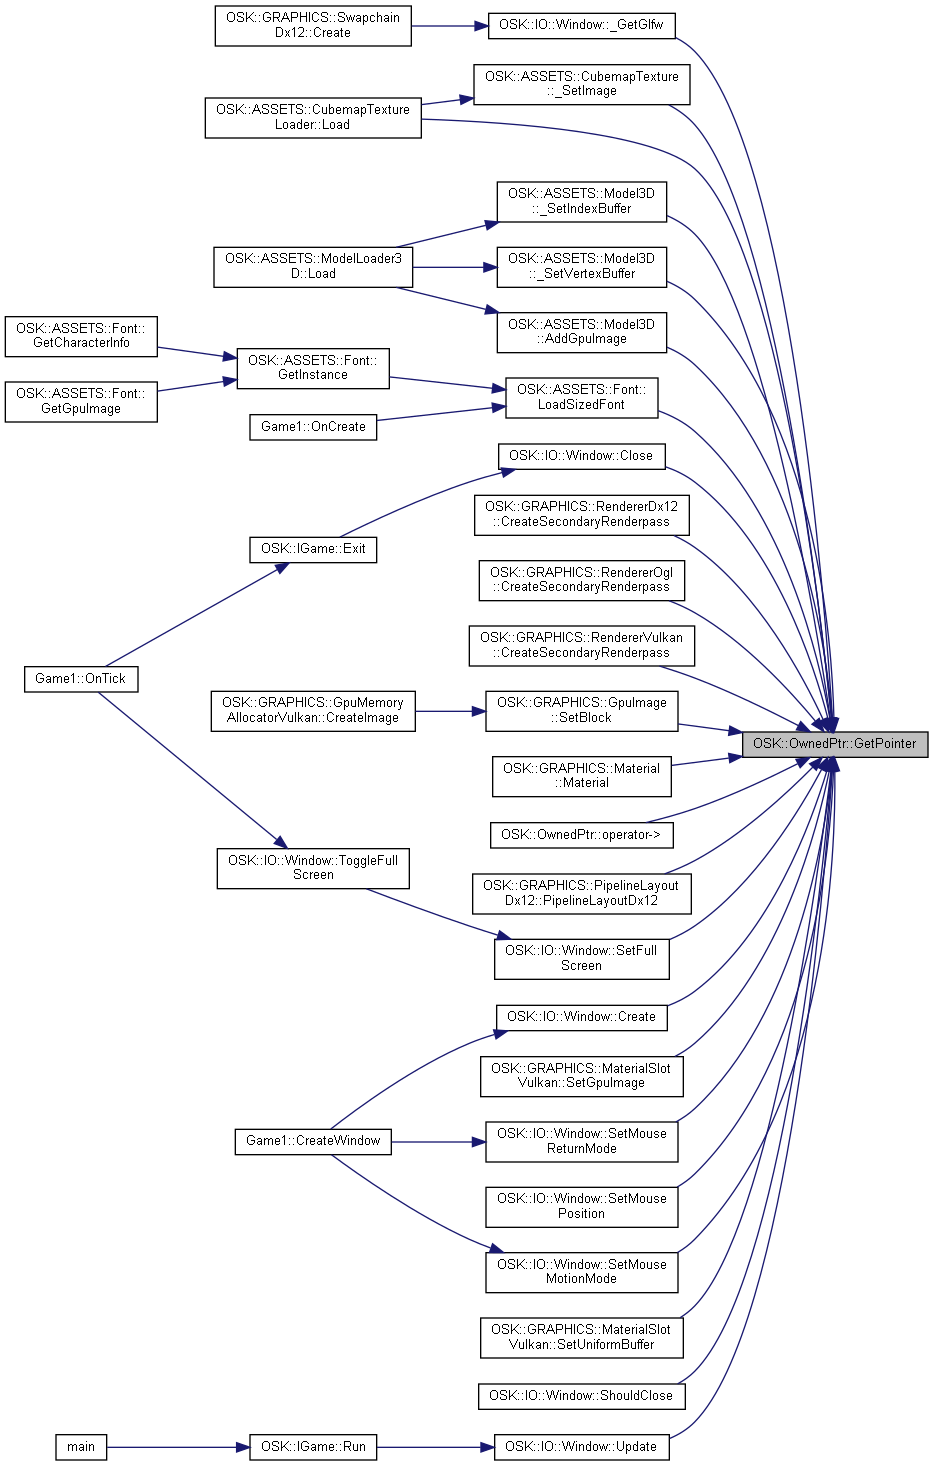 OSK::GRAPHICS::Swapchain
Dx12::Create
OSK::IO::Window::_GetGlfw
OSK::ASSETS::CubemapTexture
::_SetImage
OSK::ASSETS::CubemapTexture
Loader::Load
OSK::ASSETS::Model3D
::_SetIndexBuffer
OSK::ASSETS::ModelLoader3
D::Load
OSK::ASSETS::Model3D
::_SetVertexBuffer
OSK::ASSETS::Model3D
::AddGpuImage
OSK::ASSETS::Font::
GetCharacterInfo
OSK::ASSETS::Font::
GetInstance
OSK::ASSETS::Font::
GetGpuImage
OSK::ASSETS::Font::
LoadSizedFont
Game1::OnCreate
OSK::IO::Window::Close
OSK::GRAPHICS::RendererDx12
::CreateSecondaryRenderpass
OSK::IGame::Exit
OSK::GRAPHICS::RendererOgl
::CreateSecondaryRenderpass
OSK::GRAPHICS::RendererVulkan
::CreateSecondaryRenderpass
Game1::OnTick
OSK::GRAPHICS::GpuMemory
AllocatorVulkan::CreateImage
OSK::GRAPHICS::GpuImage
::SetBlock
OSK::OwnedPtr::GetPointer
OSK::GRAPHICS::Material
::Material
OSK::OwnedPtr::operator->
OSK::IO::Window::ToggleFull
Screen
OSK::GRAPHICS::PipelineLayout
Dx12::PipelineLayoutDx12
OSK::IO::Window::SetFull
Screen
OSK::IO::Window::Create
OSK::GRAPHICS::MaterialSlot
Vulkan::SetGpuImage
Game1::CreateWindow
OSK::IO::Window::SetMouse
ReturnMode
OSK::IO::Window::SetMouse
Position
OSK::IO::Window::SetMouse
MotionMode
OSK::GRAPHICS::MaterialSlot
Vulkan::SetUniformBuffer
OSK::IO::Window::ShouldClose
main
OSK::IGame::Run
OSK::IO::Window::Update